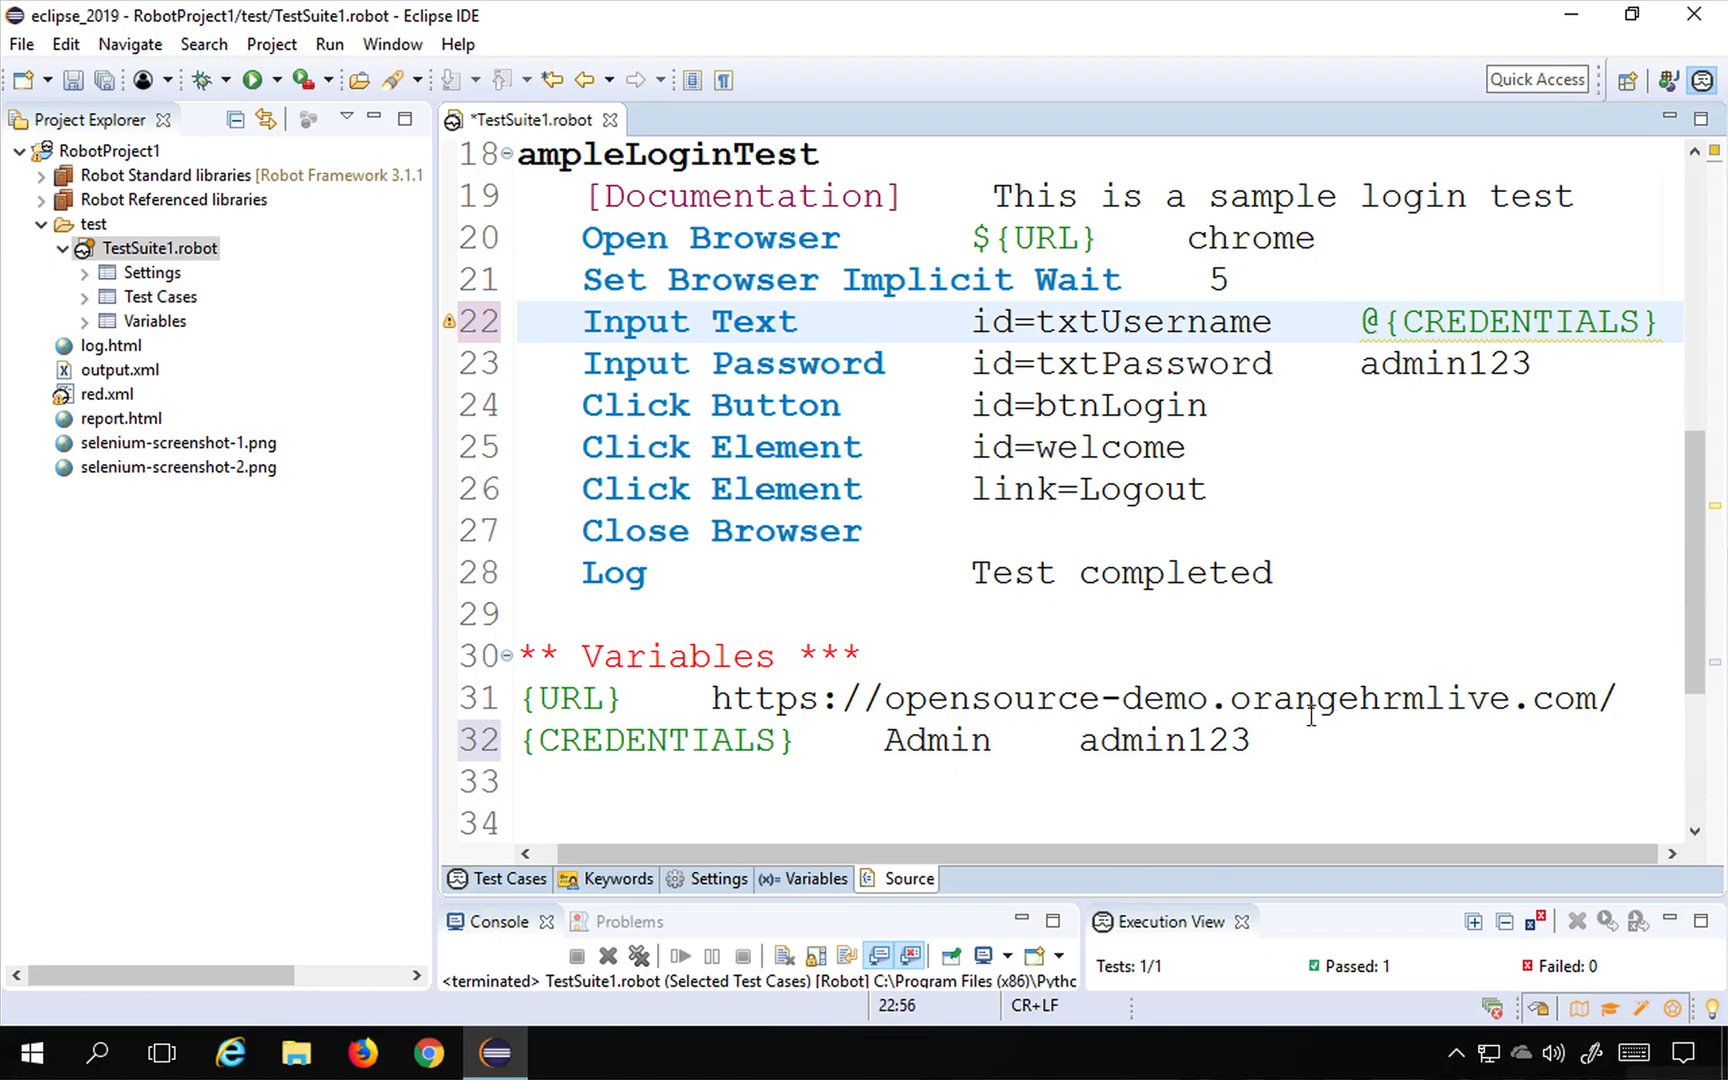 eclipse_2019 - RobotProject1/test/TestSuite1.robot - Eclipse IDE
File Edit Navigate Search Project Run Window Help
Quick Access
Project Explorer
*TestSuite1.robot
RobotProject1
Robot Standard libraries [Robot Framework 3.1.1
Robot Referenced libraries
test
TestSuite1.robot
Settings
Test Cases
Variables
log.html
output.xml
red.xml
report.html
selenium-screenshot-1.png
selenium-screenshot-2.png
18 ampleLoginTest
19 [Documentation] This is a sample login test
20 Open Browser ${URL} chrome
21 Set Browser Implicit Wait 5
22 Input Text id=txtUsername @{CREDENTIALS}
23 Input Password id=txtPassword admin123
24 Click Button id=btnLogin
25 Click Element id=welcome
26 Click Element link=Logout
27 Close Browser
28 Log Test completed
29
30 ** Variables ***
31 {URL} https://opensource-demo.orangehrmlive.com/
32 {CREDENTIALS} Admin admin123
33
34
Test Cases Keywords Settings (x)= Variables Source
Console Problems
Execution View
<terminated> TestSuite1.robot (Selected Test Cases) [Robot] C:\Program Files (x86)\Pythc
Tests: 1/1 Passed: 1 Failed: 0
22:56 CR+LF